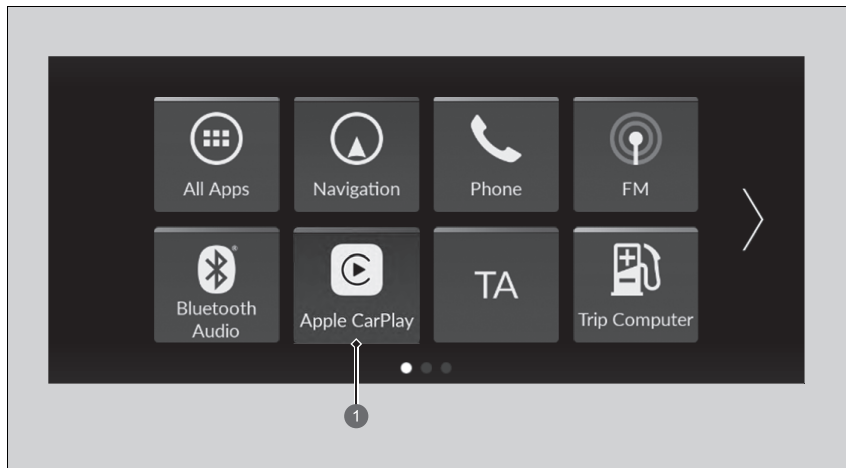 All Apps
Navigation
Phone
FM
Bluetooth
Audio
Apple CarPlay
TA
Trip Computer
1